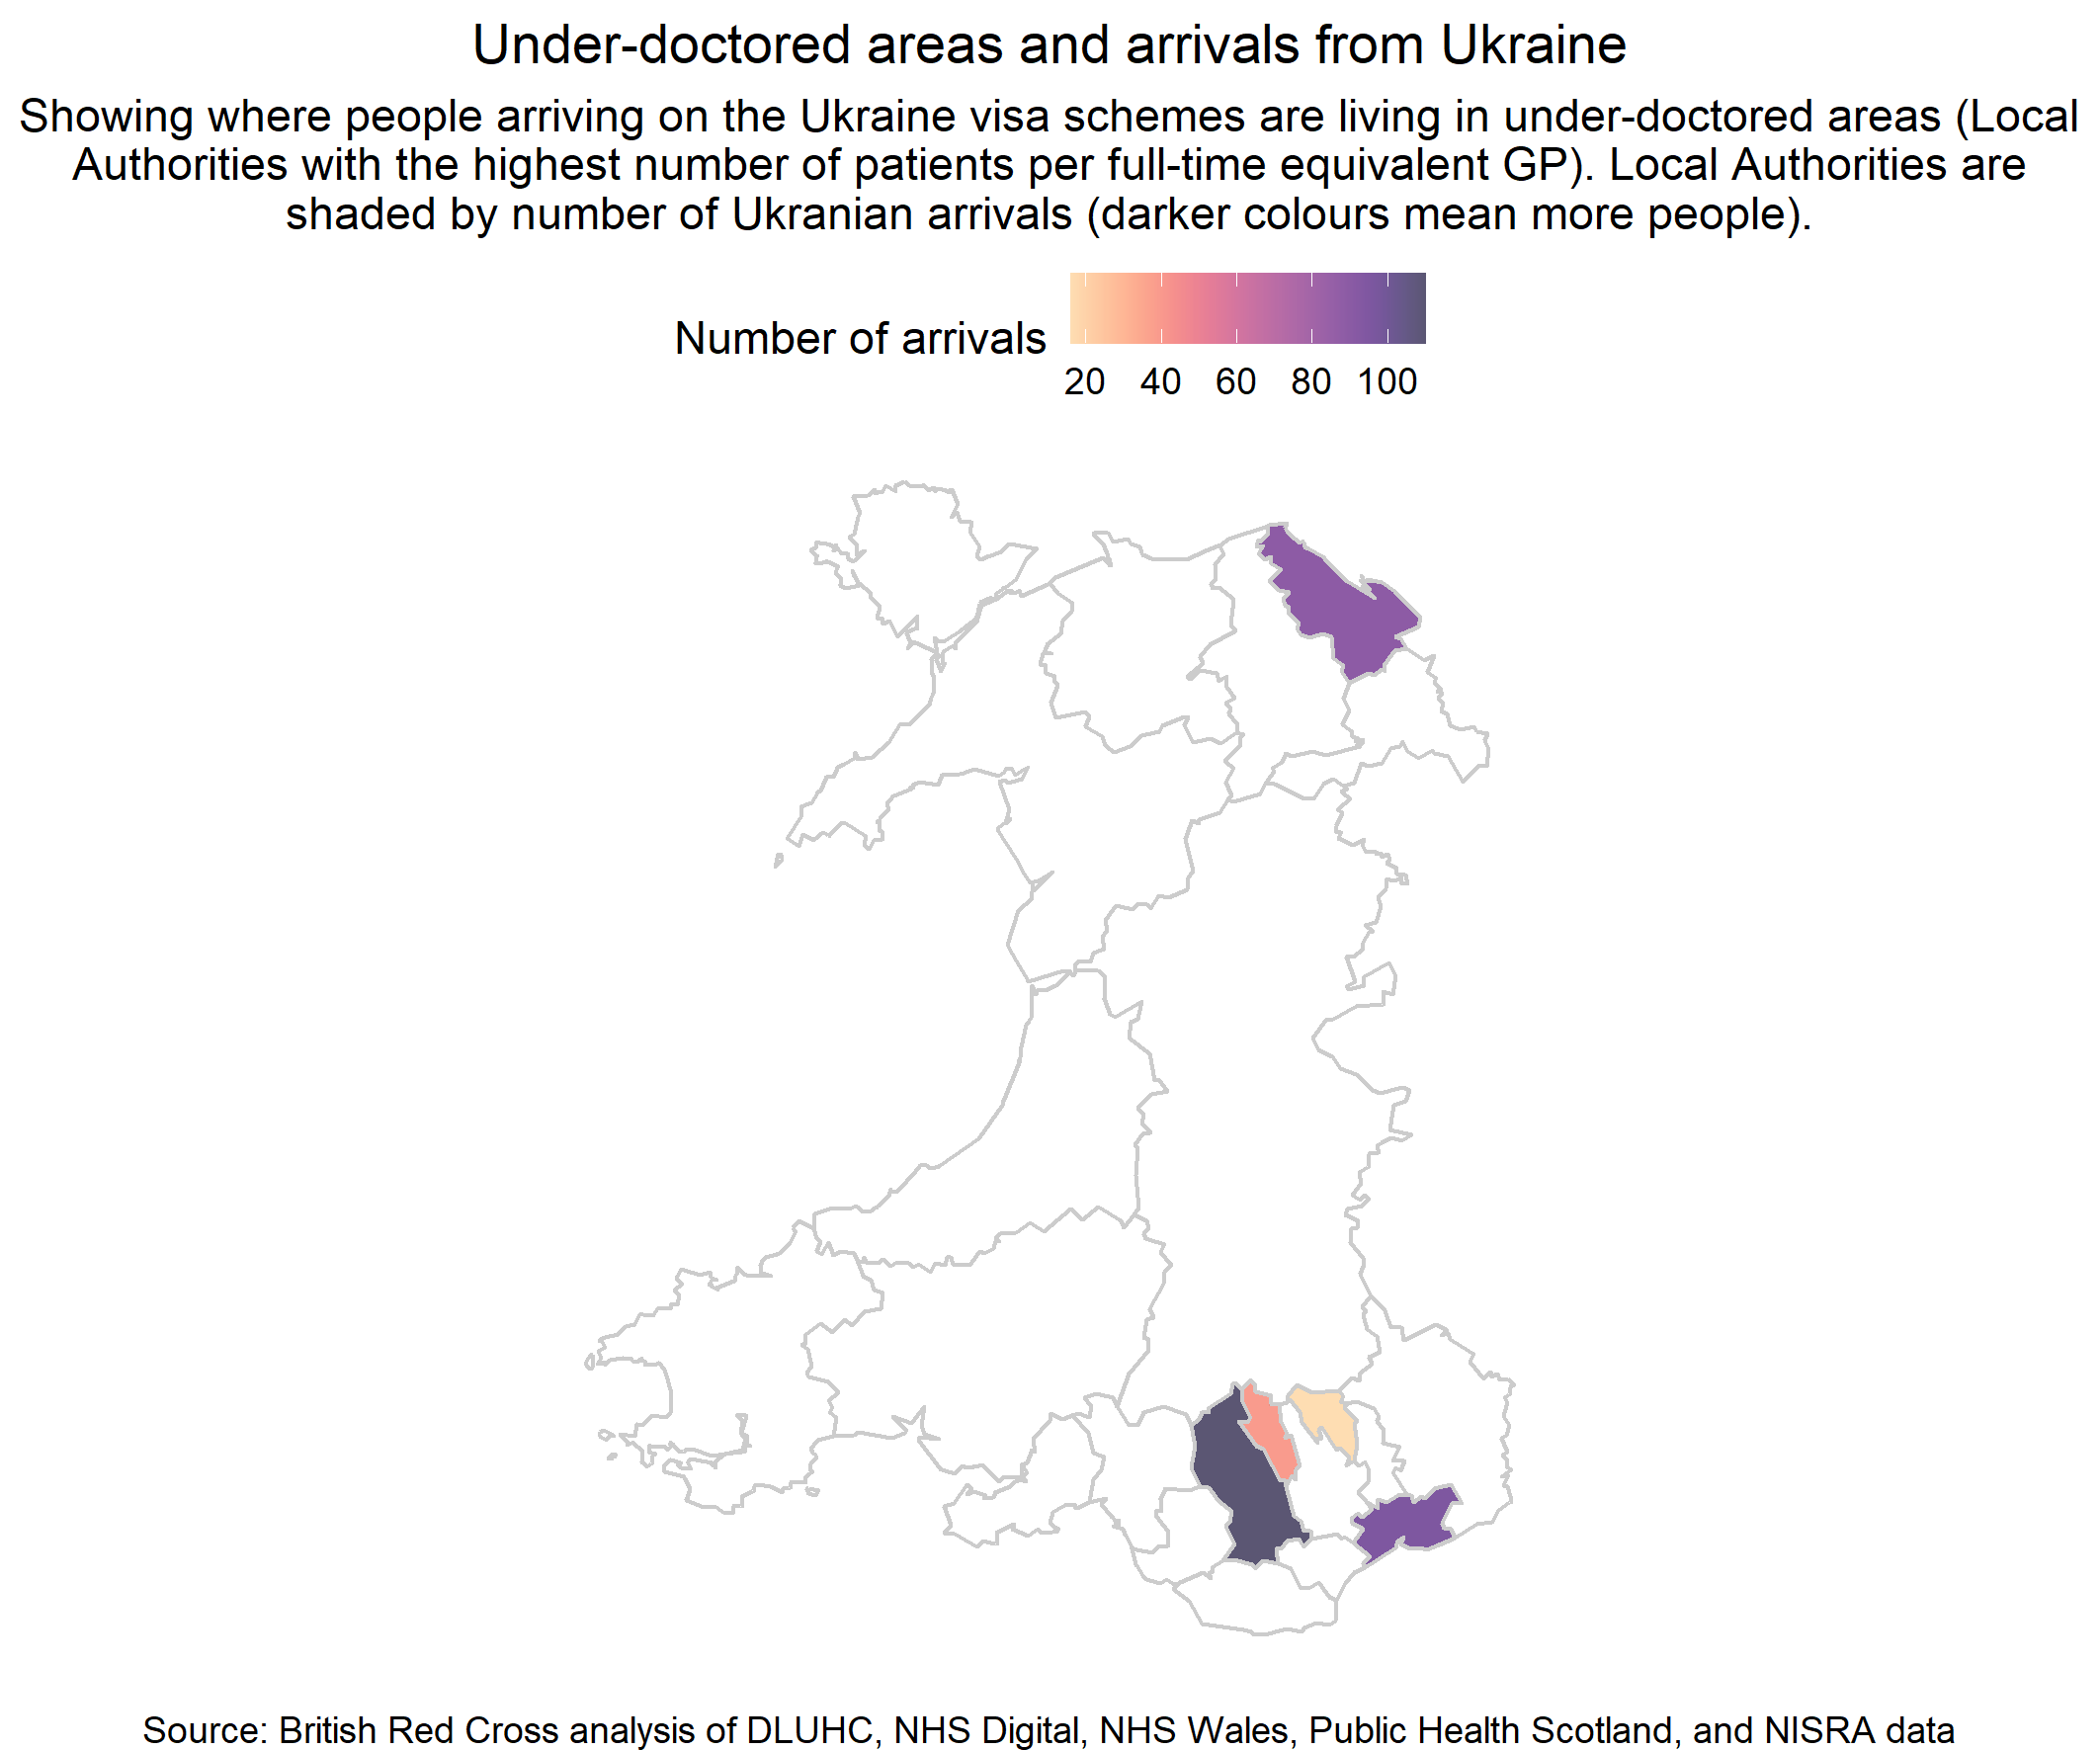 Under-doctored areas and arrivals from Ukraine
Showing where people arriving on the Ukraine visa schemes are living in under-doctored areas (Local
Authorities with the highest number of patients per full-time equivalent GP). Local Authorities are
shaded by number of Ukranian arrivals (darker colours mean more people).
Number of arrivals
20 40 60 80 100
Source: British Red Cross analysis of DLUHC, NHS Digital, NHS Wales, Public Health Scotland, and NISRA data